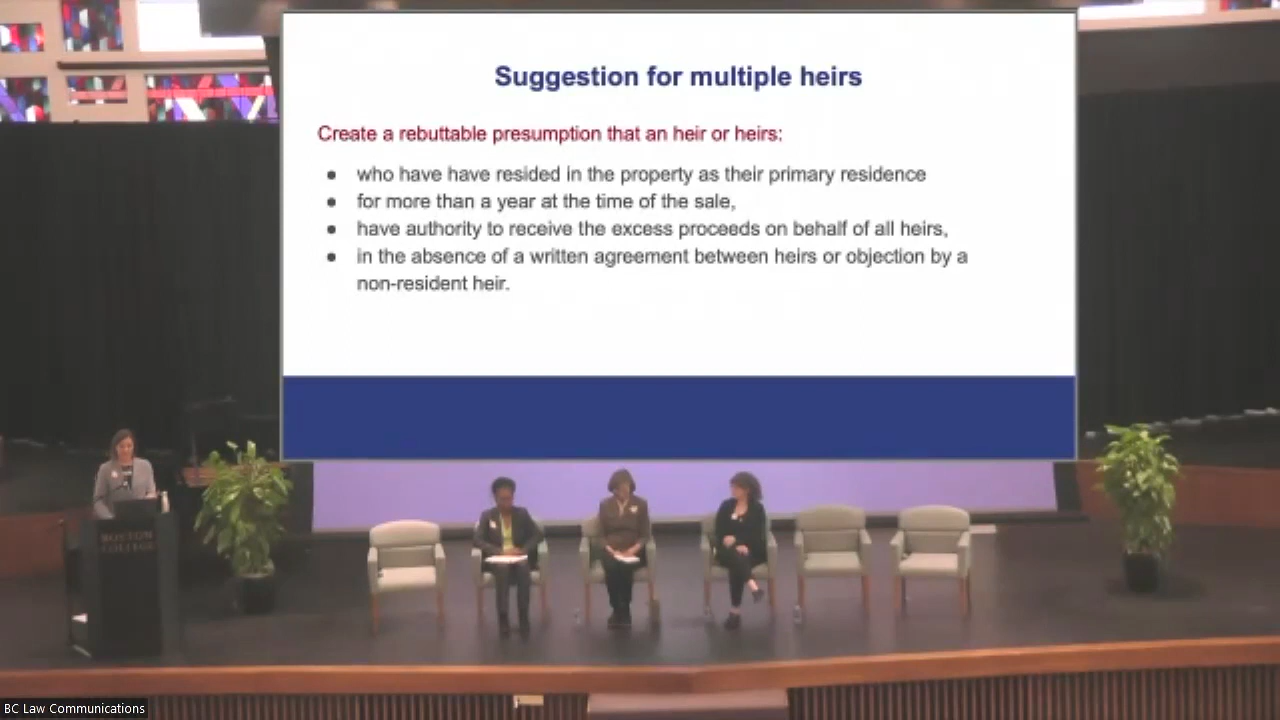 Suggestion for multiple heirs
Create a rebuttable presumption that an heir or heirs:
● who have have resided in the property as their primary residence
● for more than a year at the time of the sale,
● have authority to receive the excess proceeds on behalf of all heirs,
● in the absence of a written agreement between heirs or objection by a
non-resident heir.
BOSTON
COLLEGE
BC Law Communications